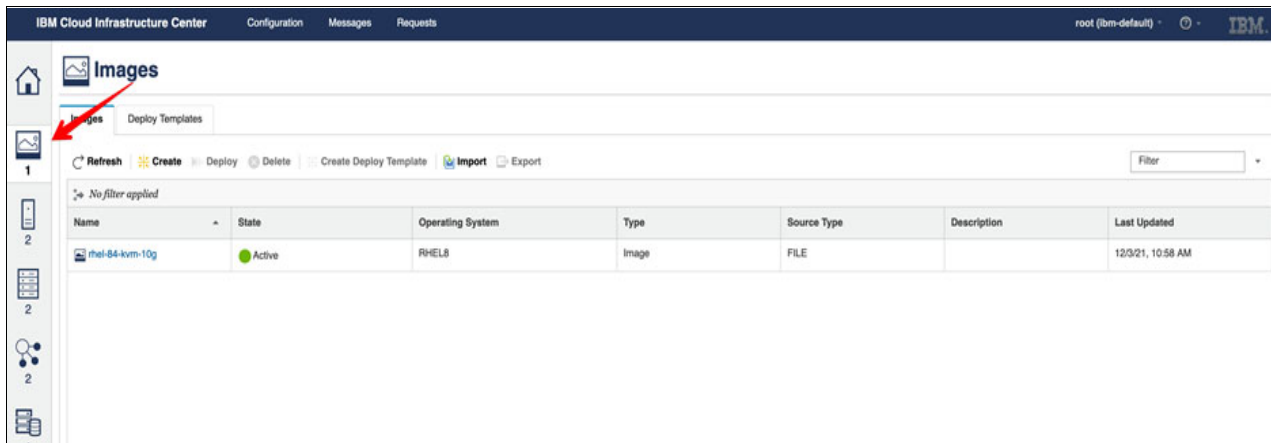 IBM Cloud Infrastructure Center Configuration Messages Requests root (ibm-default) IBM.
Images
Images Deploy Templates
1
Refresh Create Deploy Delete Create Deploy Template Import Export Filter
No filter applied
2
Name State Operating System Type Source Type Description Last Updated
rhel-84-kvm-10g Active RHEL8 Image FILE 12/3/21, 10:58 AM
2
2